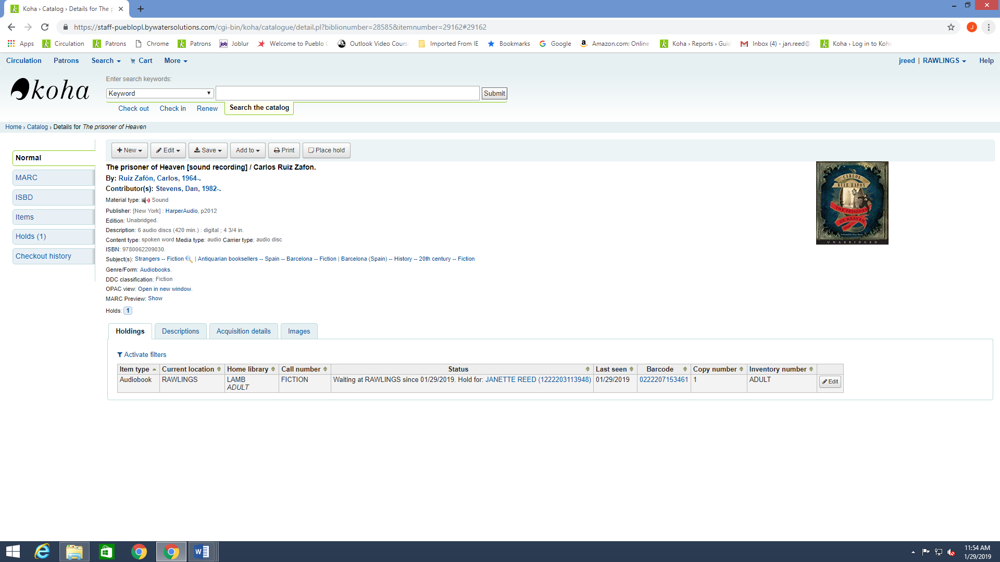 Koha › Catalog › Details for The p
https://staff-pueblopl.bywatersolutions.com/cgi-bin/koha/catalogue/detail.pl?biblionumber=28585&itemnumber=29162#29162
J
Apps Circulation Patrons Chrome Patrons job Joblur Welcome to Pueblo Outlook Video Cours Imported From IE Bookmarks Google Amazon.com: Online Koha › Reports › Guid Inbox (4) - jan.reed@ Koha › Log in to Koha
Circulation Patrons Search Cart More jreed | RAWLINGS Help
Enter search keywords:
koha
Keyword Submit
Check out Check in Renew Search the catalog
Home › Catalog › Details for The prisoner of Heaven
Normal
MARC
ISBD
Items
Holds (1)
Checkout history
+ New Edit Save Add to Print Place hold
The prisoner of Heaven [sound recording] / Carlos Ruiz Zafon.
By: Ruiz Zafón, Carlos, 1964-.
Contributor(s): Stevens, Dan, 1982-.
Material type: Sound
Publisher: [New York] : HarperAudio, p2012
Edition: Unabridged.
Description: 6 audio discs (420 min.) : digital ; 4 3/4 in.
Content type: spoken word Media type: audio Carrier type: audio disc
ISBN: 9780062209030.
Subject(s): Strangers -- Fiction | Antiquarian booksellers -- Spain -- Barcelona -- Fiction | Barcelona (Spain) -- History -- 20th century -- Fiction
Genre/Form: Audiobooks.
DDC classification: Fiction
OPAC view: Open in new window.
MARC Preview: Show
Holds: 1
CARLOS
RUIZ ZAFON
THE PRISONER
OF HEAVEN
UNABRIDGED
Holdings Descriptions Acquisition details Images
Activate filters
Item type Current location Home library Call number Status Last seen Barcode Copy number Inventory number
Audiobook RAWLINGS LAMB FICTION Waiting at RAWLINGS since 01/29/2019. Hold for: JANETTE REED (1222203113948) 01/29/2019 0222207153461 1 ADULT Edit
ADULT
11:54 AM
1/29/2019